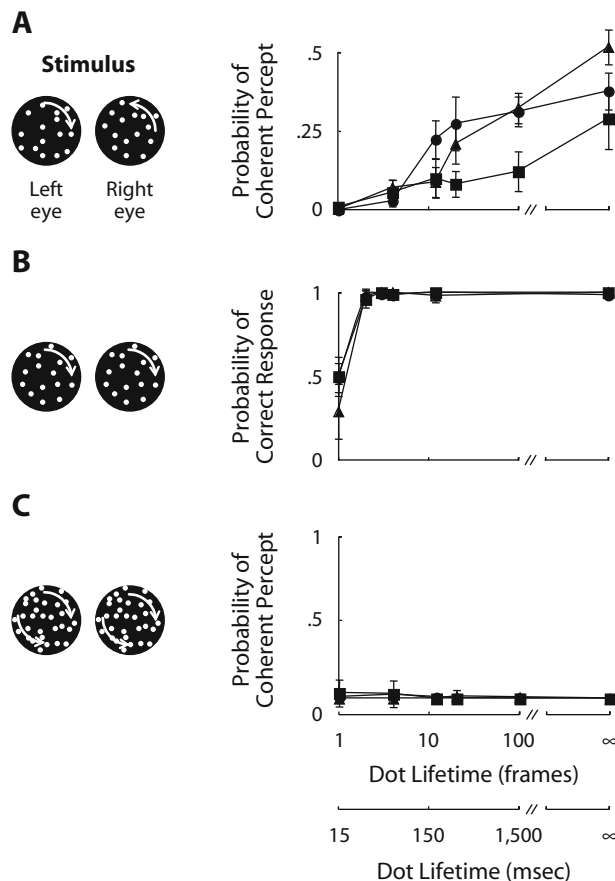 A
Stimulus
Left
eye
Right
eye
Probability of
Coherent Percept
.5
.25
0
//
B
Probability of
Correct Response
1
.5
0
//
C
Probability of
Coherent Percept
1
.5
0
//
1 10 100 ∞
Dot Lifetime (frames)
//
15 150 1,500 ∞
Dot Lifetime (msec)